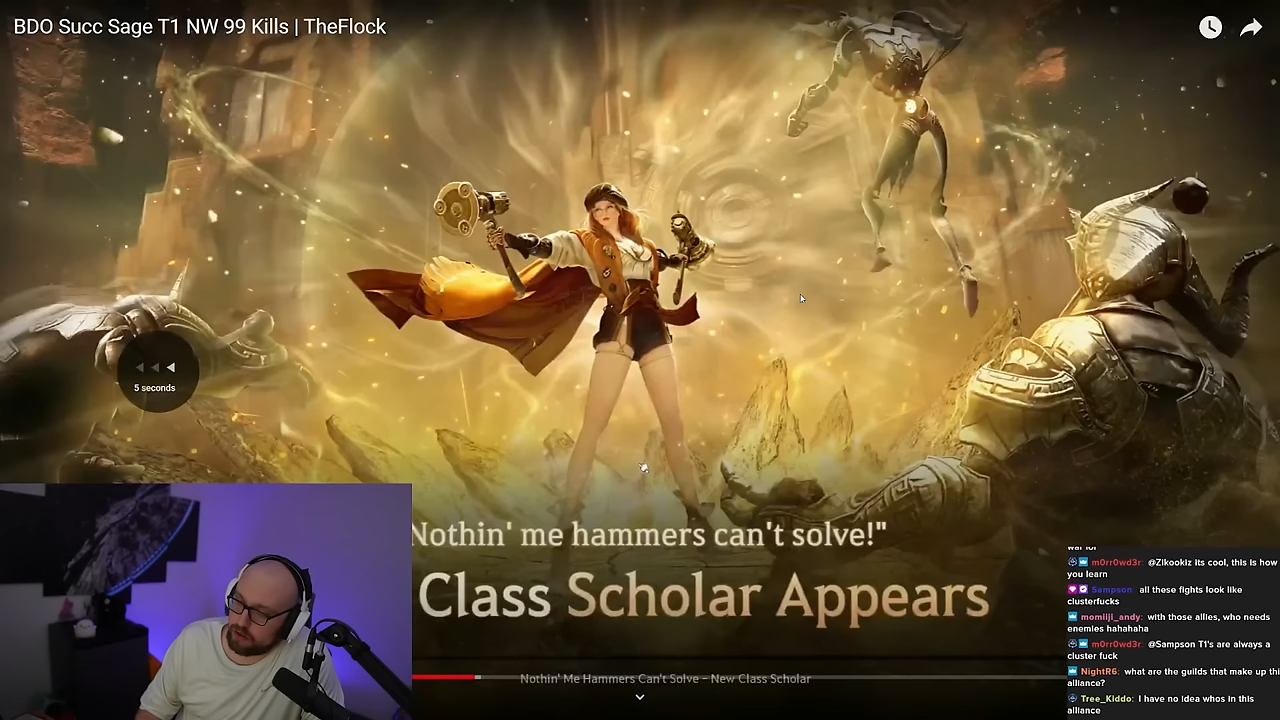 BDO Succ Sage T1 NW 99 Kills | TheFlock
5 seconds
Nothin' me hammers can't solve!"
Class Scholar Appears
Nothin' Me Hammers Can't Solve – New Class Scholar
m0rr0wd3r: @Zikookiz its cool, this is how
you learn
Sampson: all these fights look like
clusterfucks
momiiji_andy: with those allies, who needs
enemies hahahaha
m0rr0wd3r: @Sampson T1's are always a
cluster fuck
NightR6: what are the guilds that make up th
alliance?
Tree_Kiddo: I have no idea whos in this
alliance